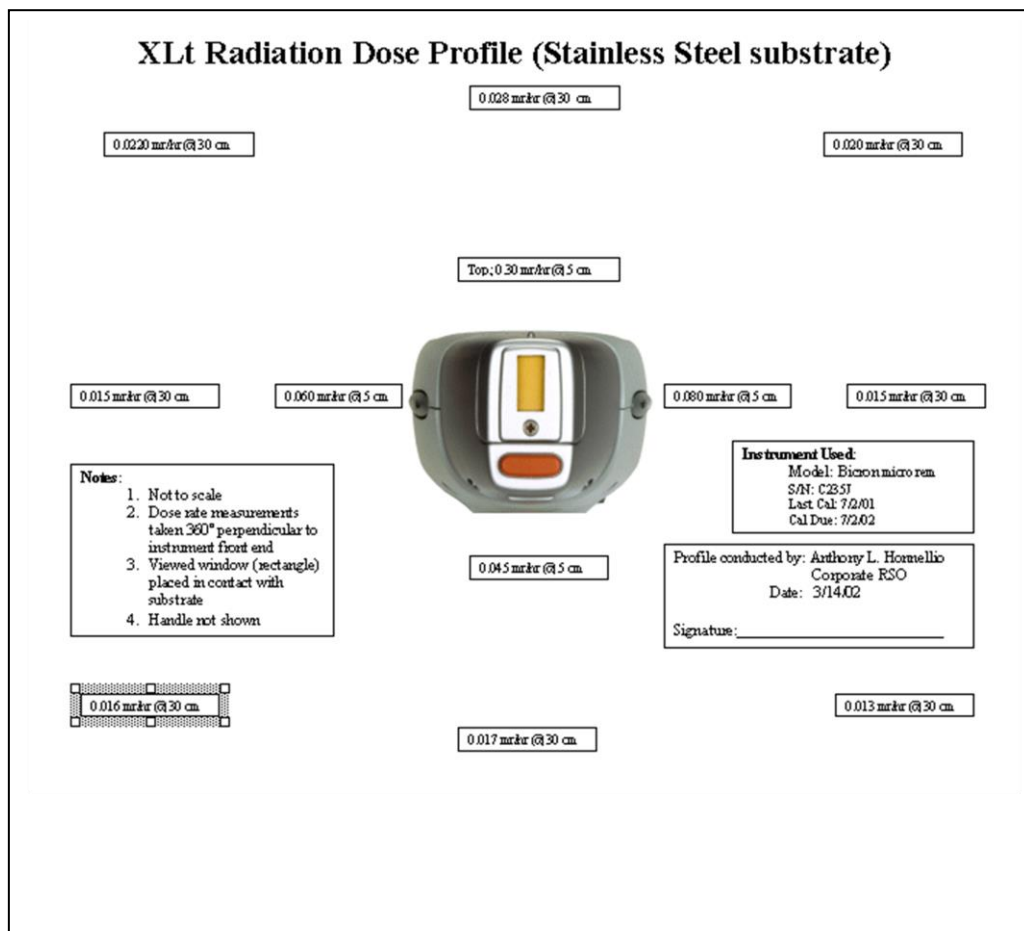 XLt Radiation Dose Profile (Stainless Steel substrate)
0.028 mr/hr @ 30 cm
0.0220 mr/hr @ 30 cm
0.020 mr/hr @ 30 cm
Top; 0.30 mr/hr @ 5 cm
0.015 mr/hr @ 30 cm
0.060 mr/hr @ 5 cm
0.080 mr/hr @ 5 cm
0.015 mr/hr @ 30 cm
Notes:
1. Not to scale
2. Dose rate measurements
taken 360° perpendicular to
instrument front end
3. Viewed window (rectangle)
placed in contact with
substrate
4. Handle not shown
Instrument Used:
Model: Bicron micro rem
S/N: C235J
Last Cal: 7/2/01
Cal Due: 7/2/02
0.045 mr/hr @ 5 cm
Profile conducted by: Anthony L. Honnellio
Corporate RSO
Date: 3/14/02
Signature:
0.016 mr/hr @ 30 cm
0.013 mr/hr @ 30 cm
0.017 mr/hr @ 30 cm